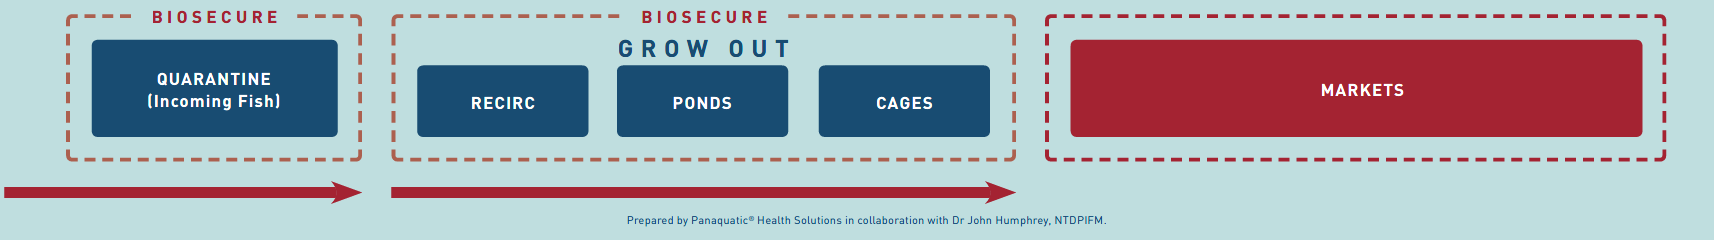 BIOSECURE
QUARANTINE
(Incoming Fish)
BIOSECURE
GROW OUT
RECIRC
PONDS
CAGES
MARKETS
Prepared by Panaquatic® Health Solutions in collaboration with Dr John Humphrey, NTDPIFM.